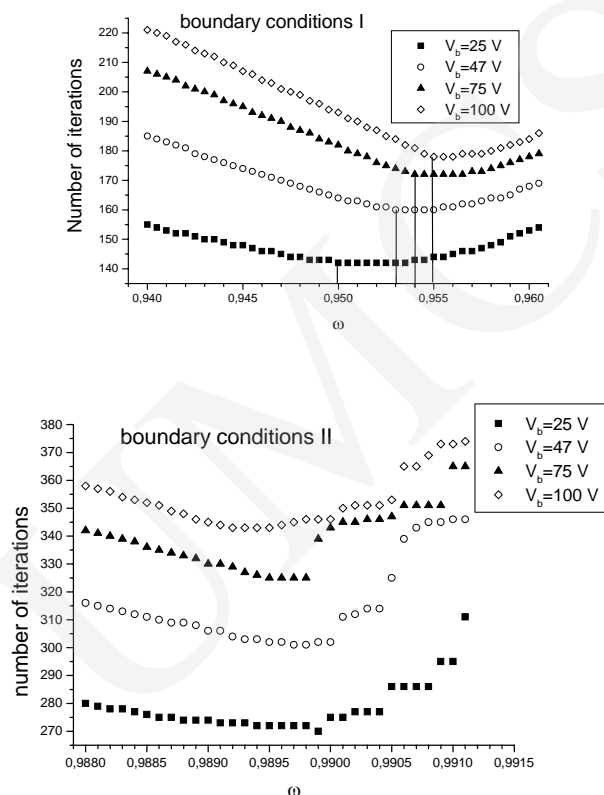 boundary conditions I
V_b=25 V
V_b=47 V
V_b=75 V
V_b=100 V
Number of iterations
220
210
200
190
180
170
160
150
140
0,940
0,945
0,950
0,955
0,960
ω
boundary conditions II
V_b=25 V
V_b=47 V
V_b=75 V
V_b=100 V
number of iterations
380
370
360
350
340
330
320
310
300
290
280
270
0,9880
0,9885
0,9890
0,9895
0,9900
0,9905
0,9910
0,9915
ω
UMCS